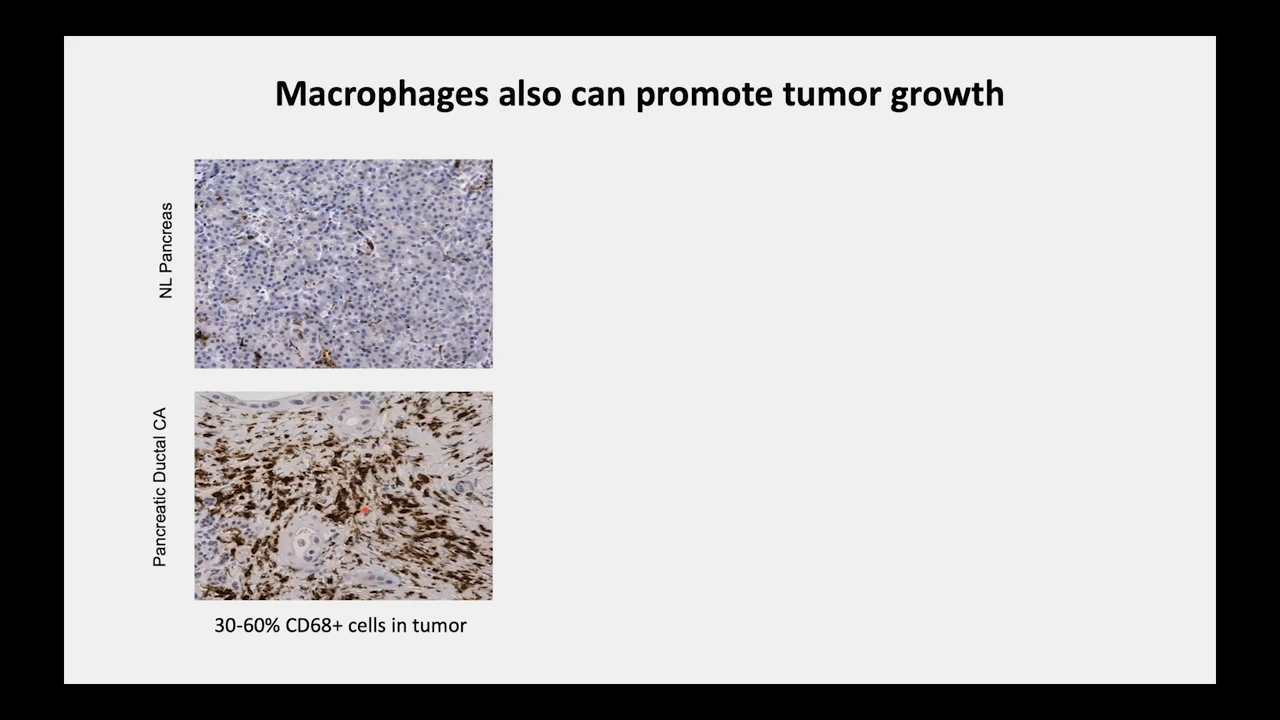 Macrophages also can promote tumor growth
NL Pancreas
Pancreatic Ductal CA
30-60% CD68+ cells in tumor